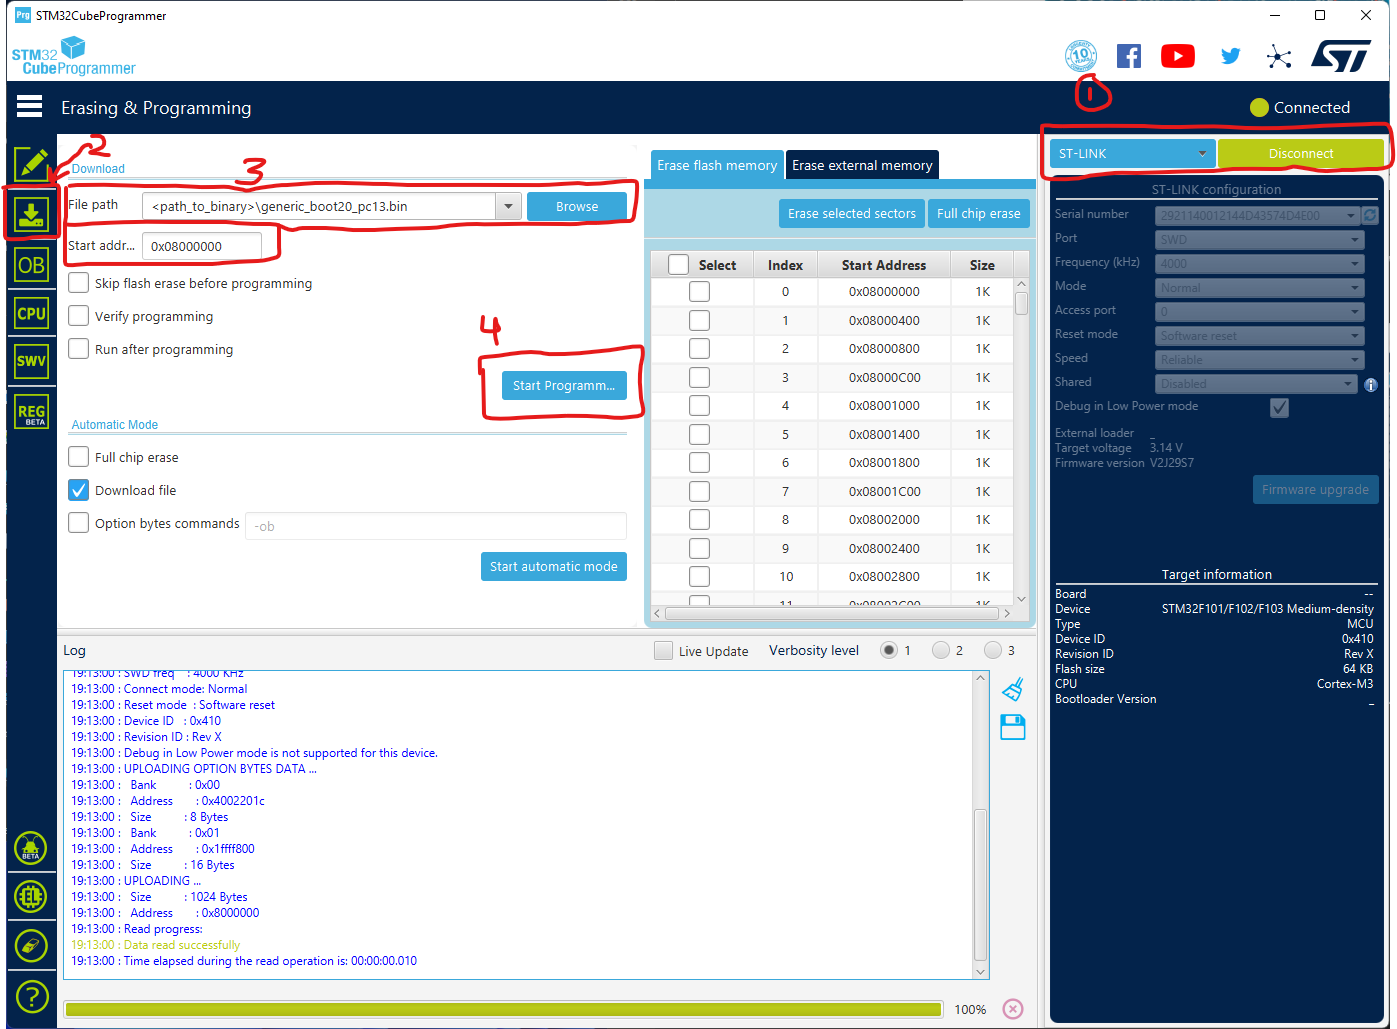 Prg STM32CubeProgrammer
STM32
CubeProgrammer
LONGEVITY
10
YEARS
COMMITMENT
ST
1
Erasing & Programming
Connected
2
3
Download
File path
<path_to_binary>\generic_boot20_pc13.bin
Browse
Start addr...
0x08000000
Skip flash erase before programming
Verify programming
Run after programming
4
Start Programm...
Automatic Mode
Full chip erase
Download file
Option bytes commands
-ob
Start automatic mode
OB
CPU
SWV
REG
BETA
BETA
?
Erase flash memory
Erase external memory
Erase selected sectors
Full chip erase
Select Index Start Address Size
0 0x08000000 1K
1 0x08000400 1K
2 0x08000800 1K
3 0x08000C00 1K
4 0x08001000 1K
5 0x08001400 1K
6 0x08001800 1K
7 0x08001C00 1K
8 0x08002000 1K
9 0x08002400 1K
10 0x08002800 1K
11 0x08002C00 1K
ST-LINK
Disconnect
ST-LINK configuration
Serial number 2921140012144D43574D4E00
Port SWD
Frequency (kHz) 4000
Mode Normal
Access port 0
Reset mode Software reset
Speed Reliable
Shared Disabled
Debug in Low Power mode
External loader _
Target voltage 3.14 V
Firmware version V2J29S7
Firmware upgrade
Target information
Board --
Device STM32F101/F102/F103 Medium-density
Type MCU
Device ID 0x410
Revision ID Rev X
Flash size 64 KB
CPU Cortex-M3
Bootloader Version _
Log
Live Update
Verbosity level
1
2
3
19:13:00 : SWD freq : 4000 KHz
19:13:00 : Connect mode: Normal
19:13:00 : Reset mode : Software reset
19:13:00 : Device ID : 0x410
19:13:00 : Revision ID : Rev X
19:13:00 : Debug in Low Power mode is not supported for this device.
19:13:00 : UPLOADING OPTION BYTES DATA ...
19:13:00 : Bank : 0x00
19:13:00 : Address : 0x4002201c
19:13:00 : Size : 8 Bytes
19:13:00 : Bank : 0x01
19:13:00 : Address : 0x1ffff800
19:13:00 : Size : 16 Bytes
19:13:00 : UPLOADING ...
19:13:00 : Size : 1024 Bytes
19:13:00 : Address : 0x8000000
19:13:00 : Read progress:
19:13:00 : Data read successfully
19:13:00 : Time elapsed during the read operation is: 00:00:00.010
100%